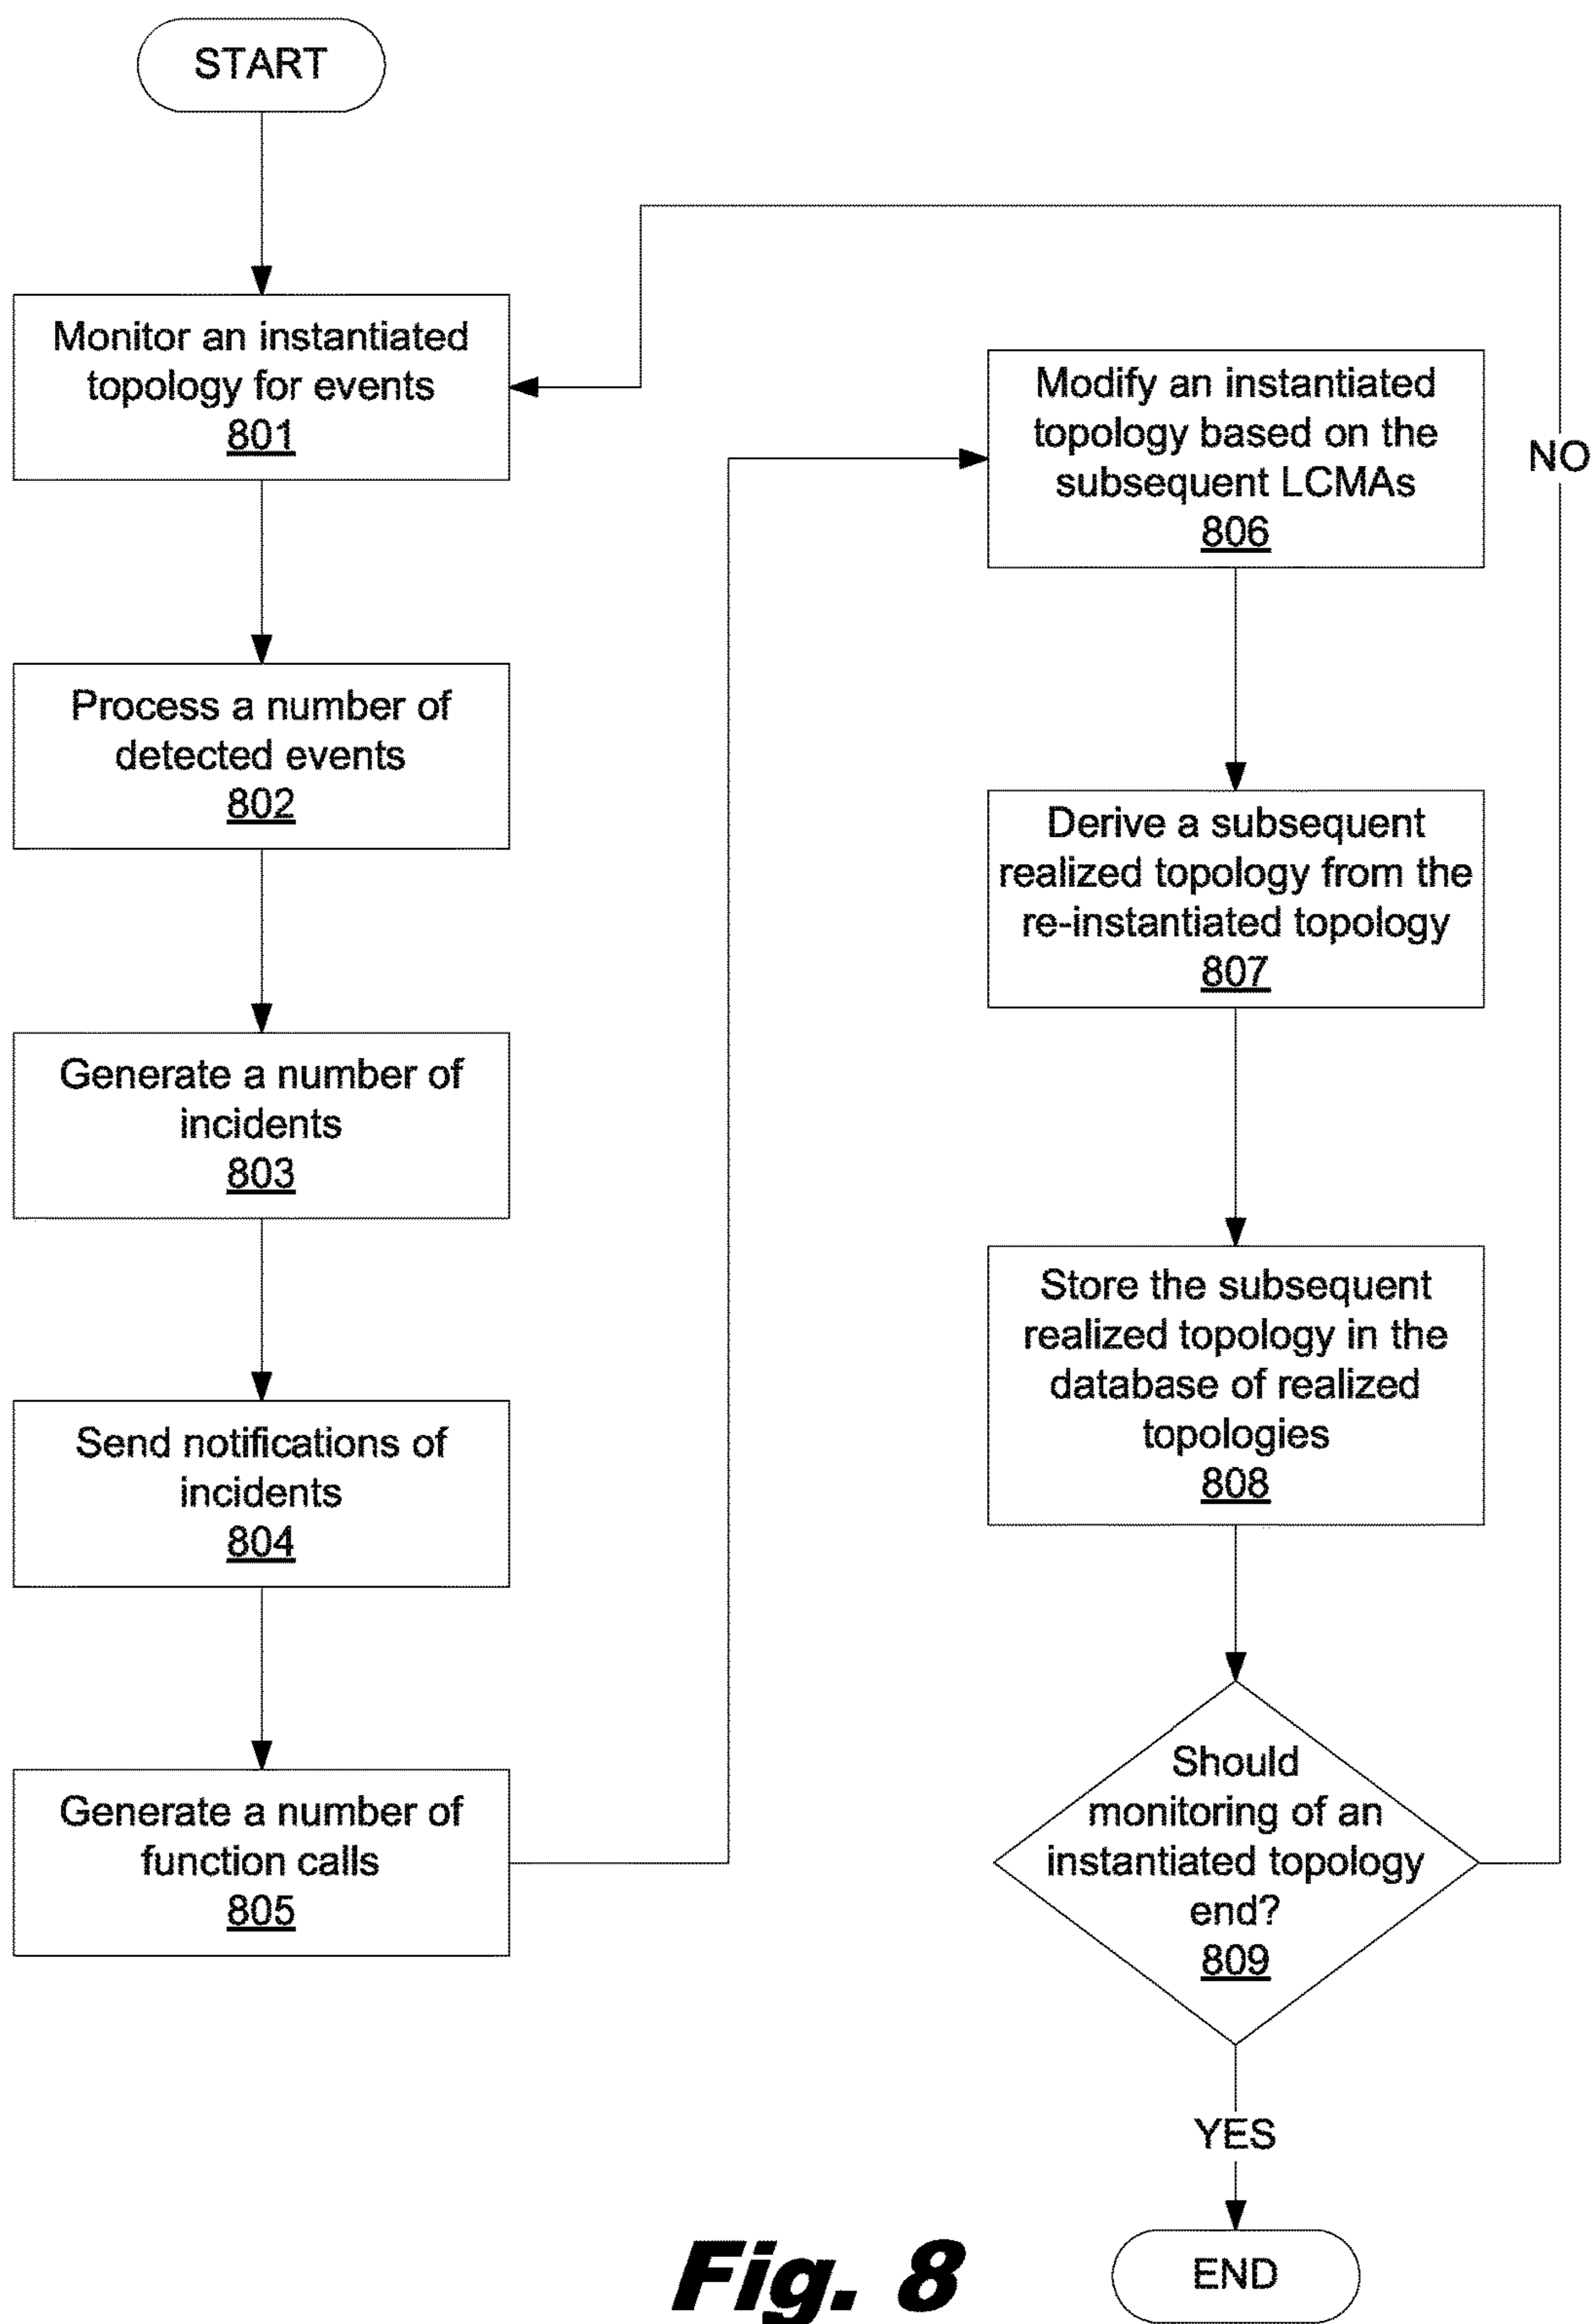 START
Monitor an instantiated
topology for events
801
Process a number of
detected events
802
Generate a number of
incidents
803
Send notifications of
incidents
804
Generate a number of
function calls
805
Modify an instantiated
topology based on the
subsequent LCMAs
806
NO
Derive a subsequent
realized topology from the
re-instantiated topology
807
Store the subsequent
realized topology in the
database of realized
topologies
808
Should
monitoring of an
instantiated topology
end?
809
YES
END
Fig. 8